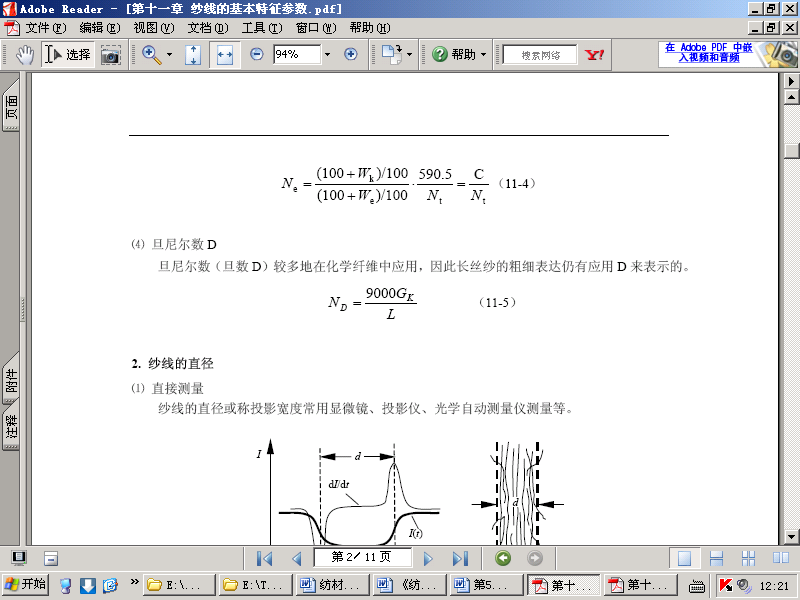 Adobe Reader - [第十一章 纱线的基本特征参数.pdf]
文件(F) 编辑(E) 视图(V) 文档(D) 工具(T) 窗口(W) 帮助(H)
选择 94% 帮助 搜索网络 Y! 在 Adobe PDF 中嵌
入视频和音频
页面
N_e = (100 + W_k)/100 / (100 + W_e)/100 · 590.5 / N_t = C / N_t （11-4）
⑷ 旦尼尔数 D
旦尼尔数（旦数 D）较多地在化学纤维中应用，因此长丝纱的粗细表达仍有应用 D 来表示的。
N_D = 9000G_K / L （11-5）
2. 纱线的直径
⑴ 直接测量
纱线的直径或称投影宽度常用显微镜、投影仪、光学自动测量仪测量等。
附件
注释
I d
dI/dt
d
I(t)
第 2/ 11 页
开始 » E:\... E:\T... 纺材... 《纺... 第5... 第十... 第十... 12:21